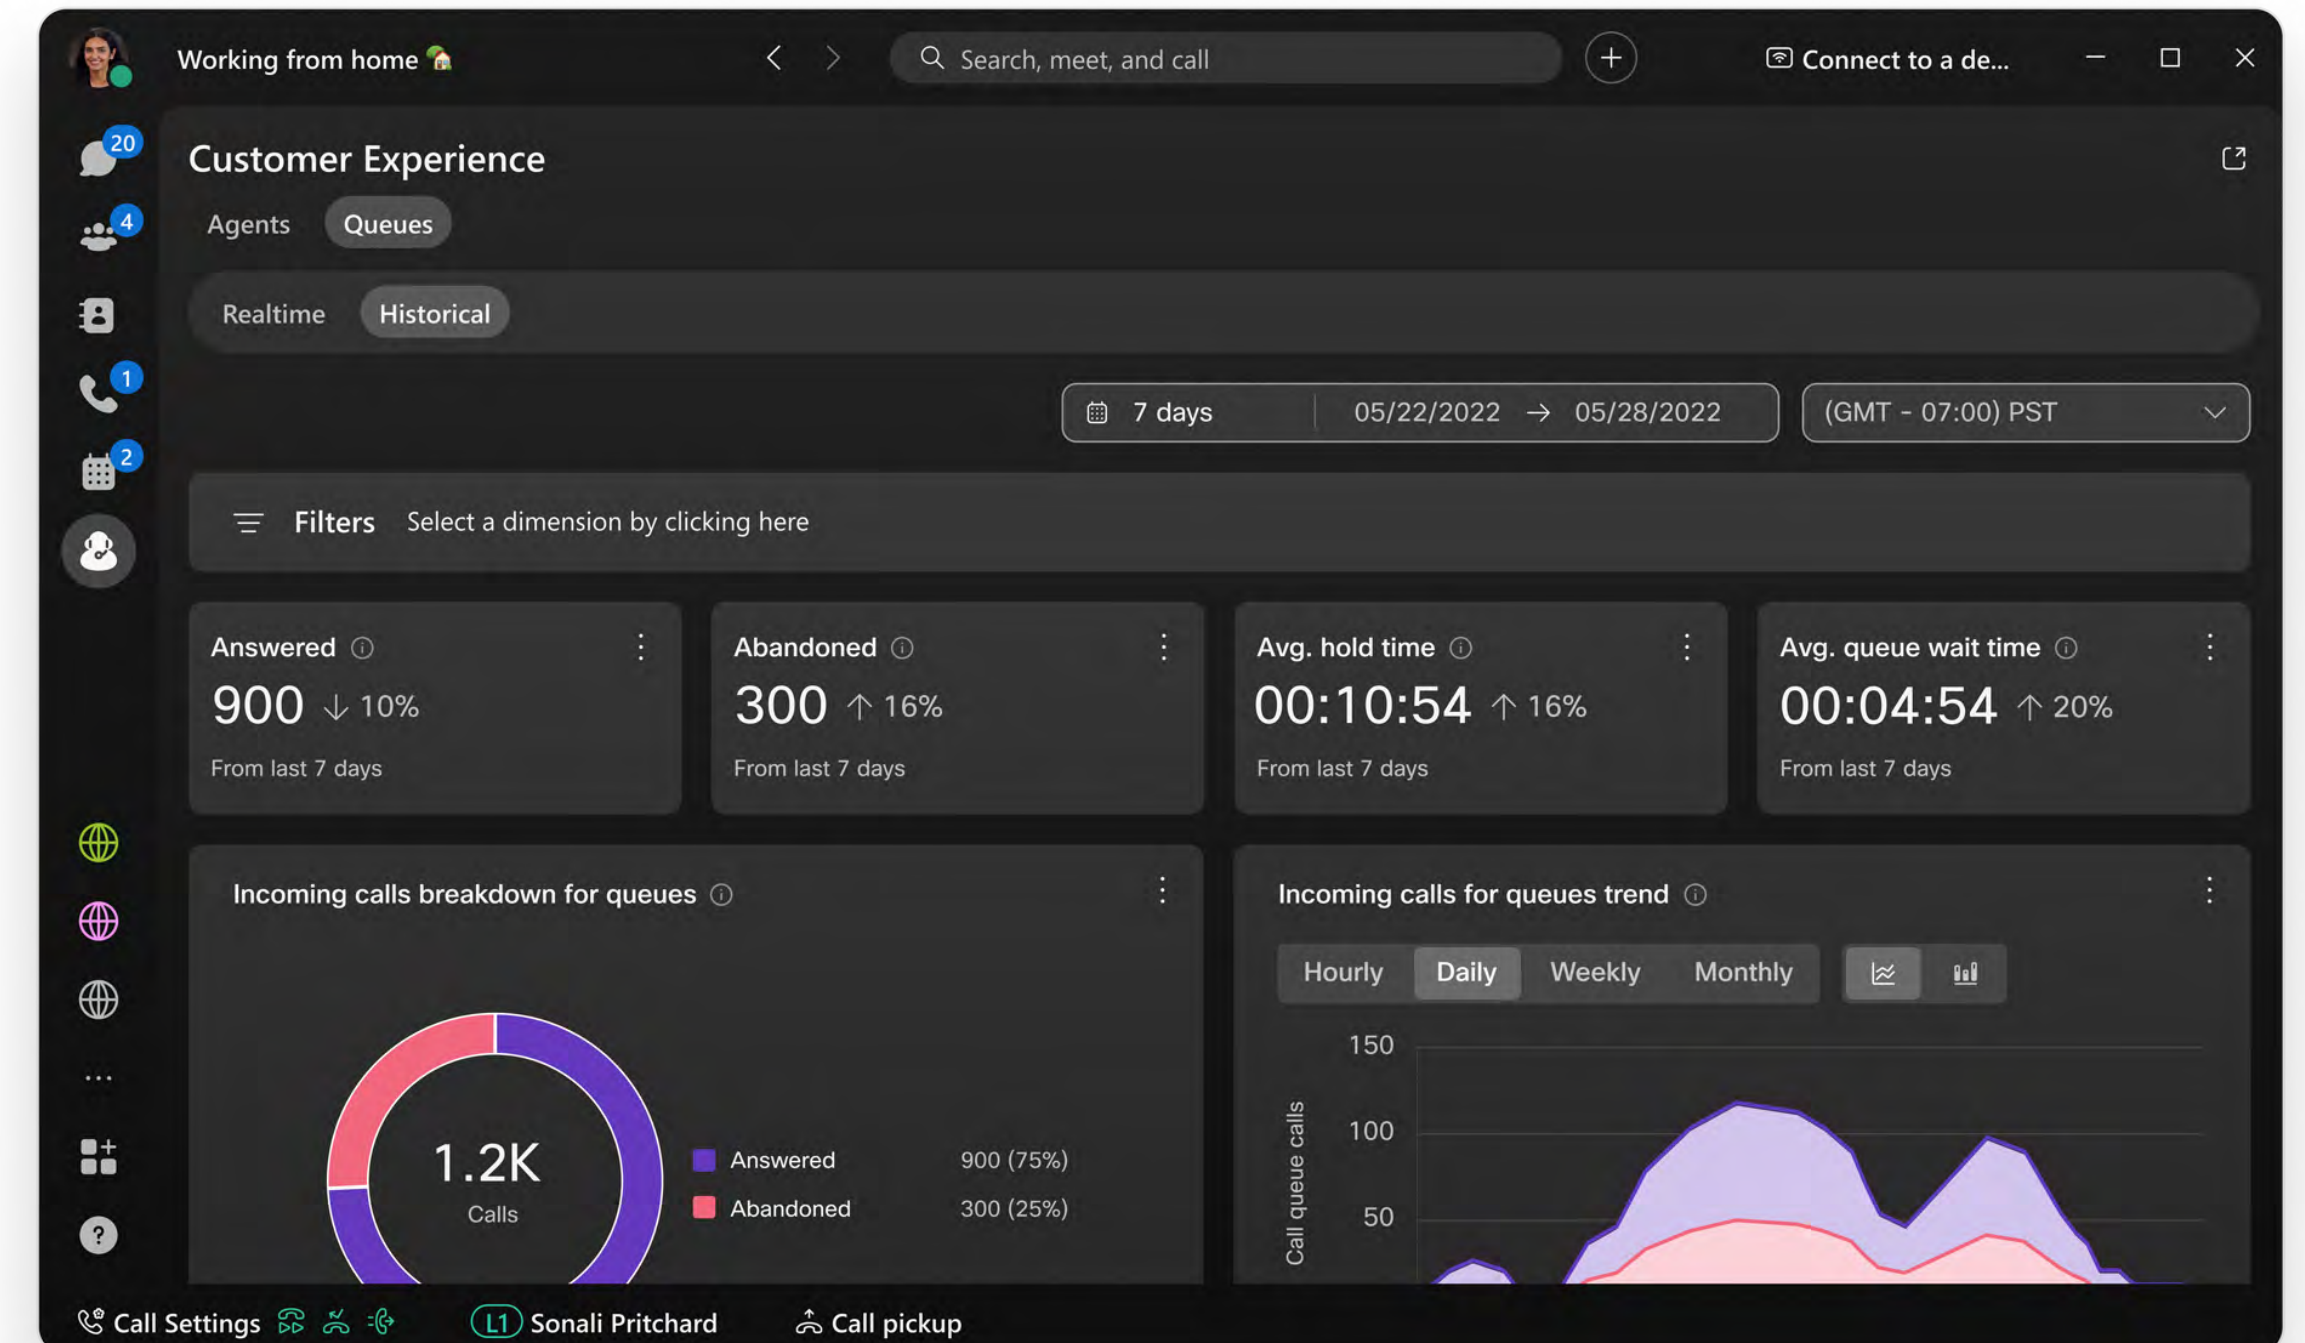 Working from home
Search, meet, and call
Connect to a de...
20
Customer Experience
4
Agents
Queues
Realtime
Historical
1
7 days
05/22/2022 → 05/28/2022
(GMT - 07:00) PST
2
Filters
Select a dimension by clicking here
Answered
900 ↓ 10%
From last 7 days
Abandoned
300 ↑ 16%
From last 7 days
Avg. hold time
00:10:54 ↑ 16%
From last 7 days
Avg. queue wait time
00:04:54 ↑ 20%
From last 7 days
Incoming calls breakdown for queues
1.2K
Calls
Answered 900 (75%)
Abandoned 300 (25%)
Incoming calls for queues trend
Hourly
Daily
Weekly
Monthly
150
100
50
Call queue calls
...
?
Call Settings
L1 Sonali Pritchard
Call pickup